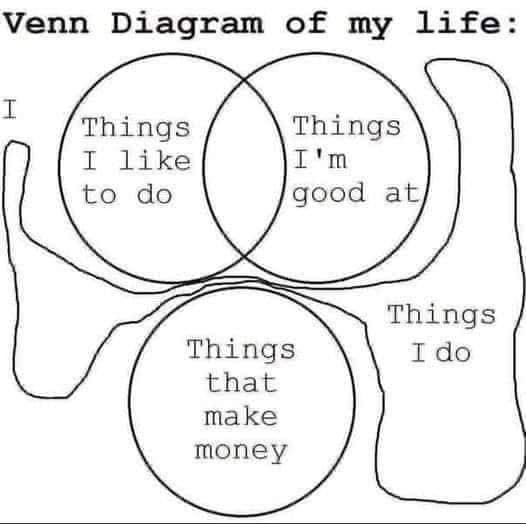 Venn Diagram of my life:
I
Things
I like
to do
Things
I'm
good at
Things
I do
Things
that
make
money